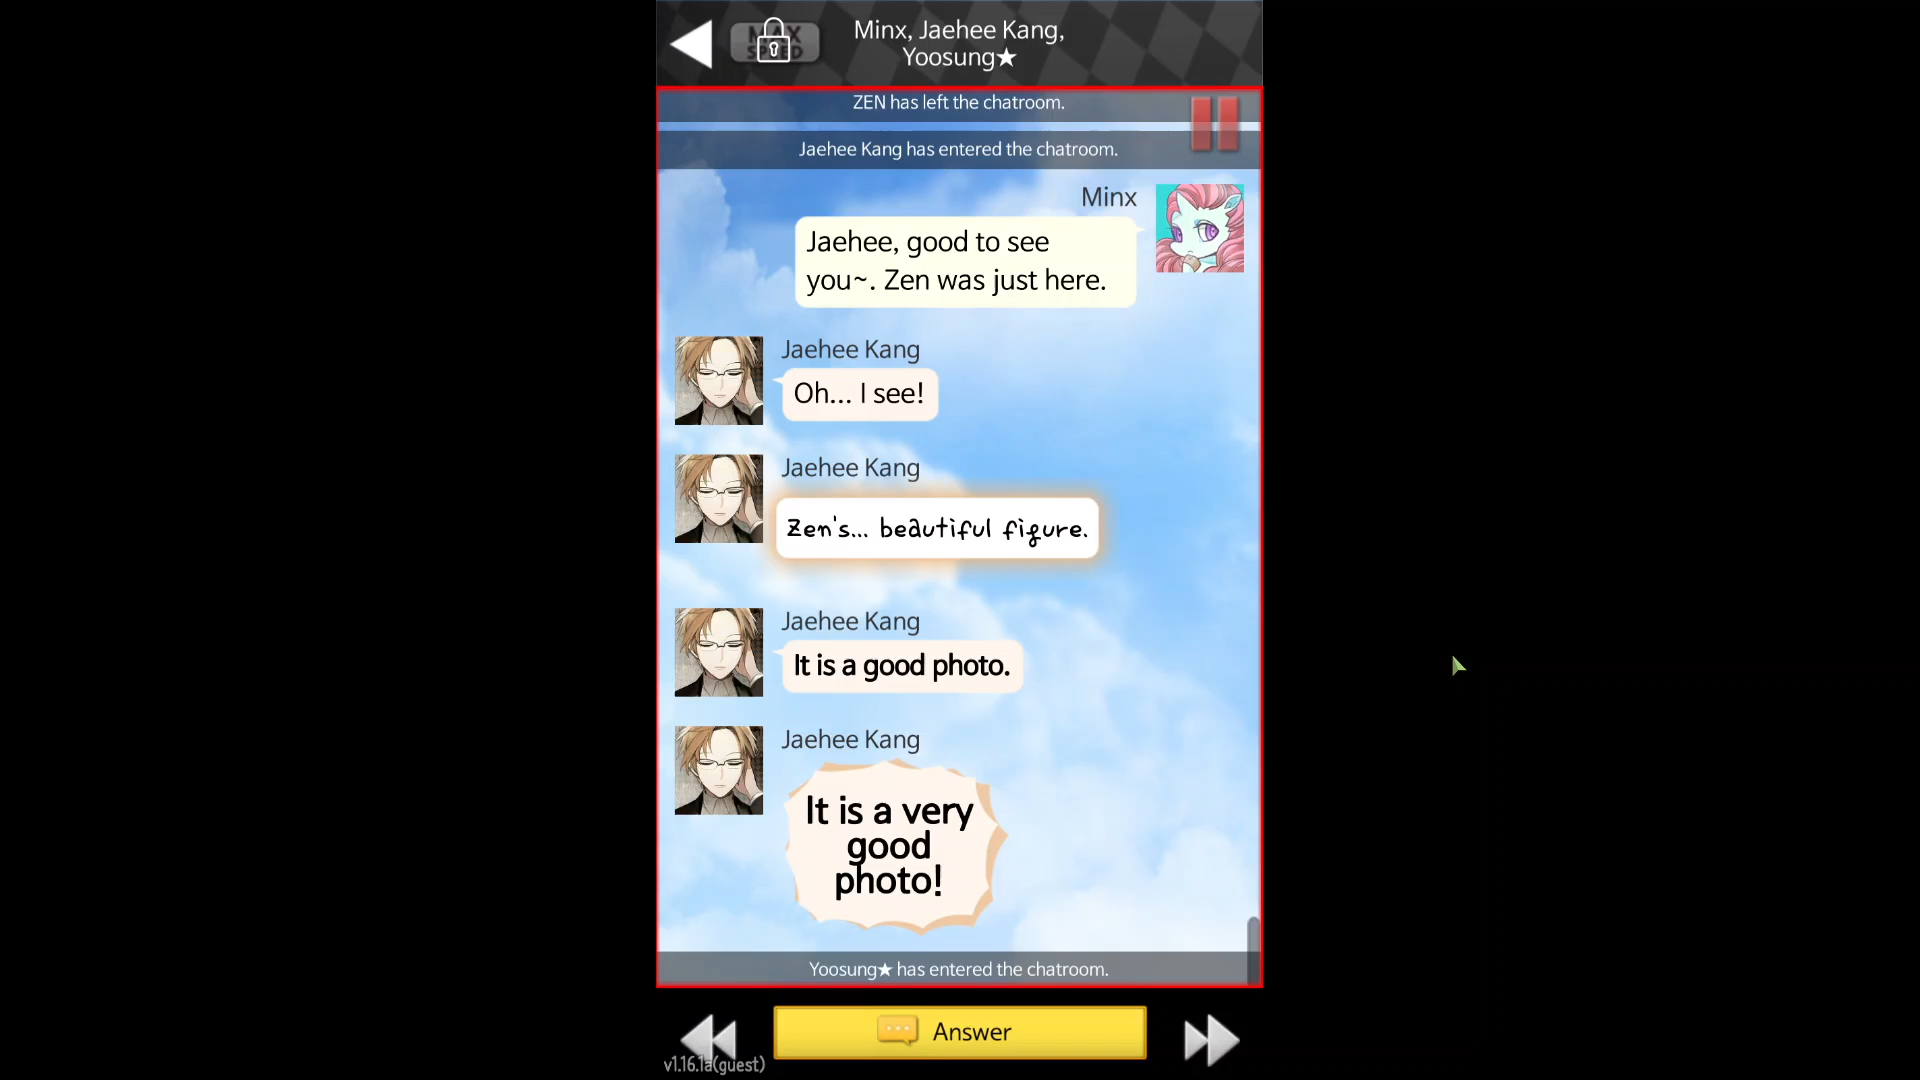 MAX
SPEED
Minx, Jaehee Kang,
Yoosung★
ZEN has left the chatroom.
Jaehee Kang has entered the chatroom.
Minx
Jaehee, good to see
you~. Zen was just here.
Jaehee Kang
Oh... I see!
Jaehee Kang
Zen's... beautiful figure.
Jaehee Kang
It is a good photo.
Jaehee Kang
It is a very
good
photo!
Yoosung★ has entered the chatroom.
Answer
v1.16.1a(guest)